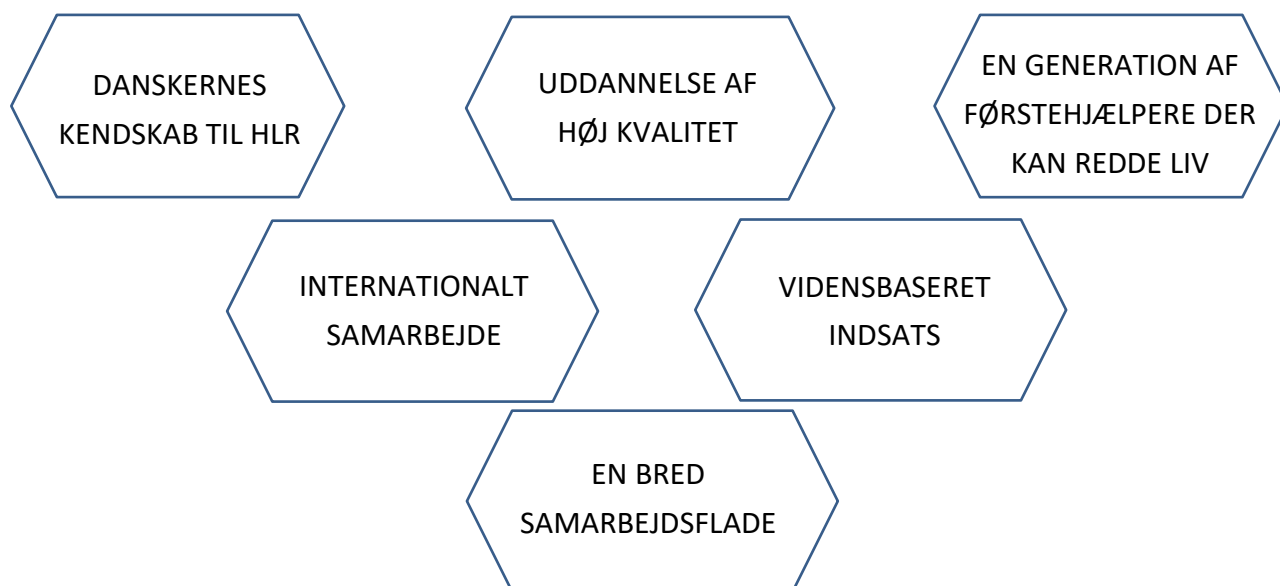 DANSKERNES
KENDSKAB TIL HLR
UDDANNELSE AF
HØJ KVALITET
EN GENERATION AF
FØRSTEHJÆLPERE DER
KAN REDDE LIV
INTERNATIONALT
SAMARBEJDE
VIDENSBASERET
INDSATS
EN BRED
SAMARBEJDSFLADE